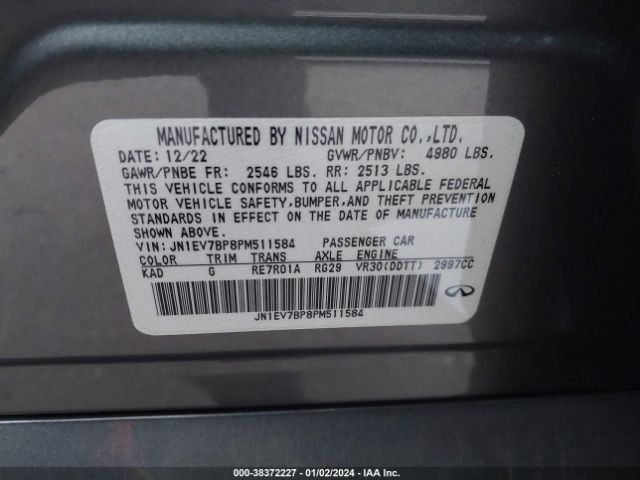 MANUFACTURED BY NISSAN MOTOR CO.,LTD.
DATE: 12/22 GVWR/PNBV: 4980 LBS.
GAWR/PNBE FR: 2546 LBS. RR: 2513 LBS.
THIS VEHICLE CONFORMS TO ALL APPLICABLE FEDERAL
MOTOR VEHICLE SAFETY,BUMPER,AND THEFT PREVENTION
STANDARDS IN EFFECT ON THE DATE OF MANUFACTURE
SHOWN ABOVE.
VIN: JN1EV7BP8PM511584 PASSENGER CAR
COLOR TRIM TRANS AXLE ENGINE
KAD G RE7R01A RG29 VR30(DDTT) 2997CC
JN1EV7BP8PM511584
000-38372227 - 01/02/2024 - IAA Inc.